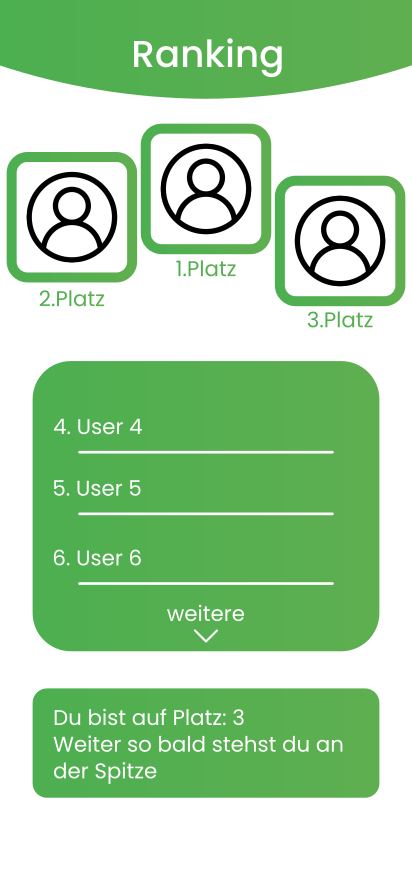 Ranking
1.Platz
2.Platz
3.Platz
4. User 4
5. User 5
6. User 6
weitere
Du bist auf Platz: 3
Weiter so bald stehst du an
der Spitze